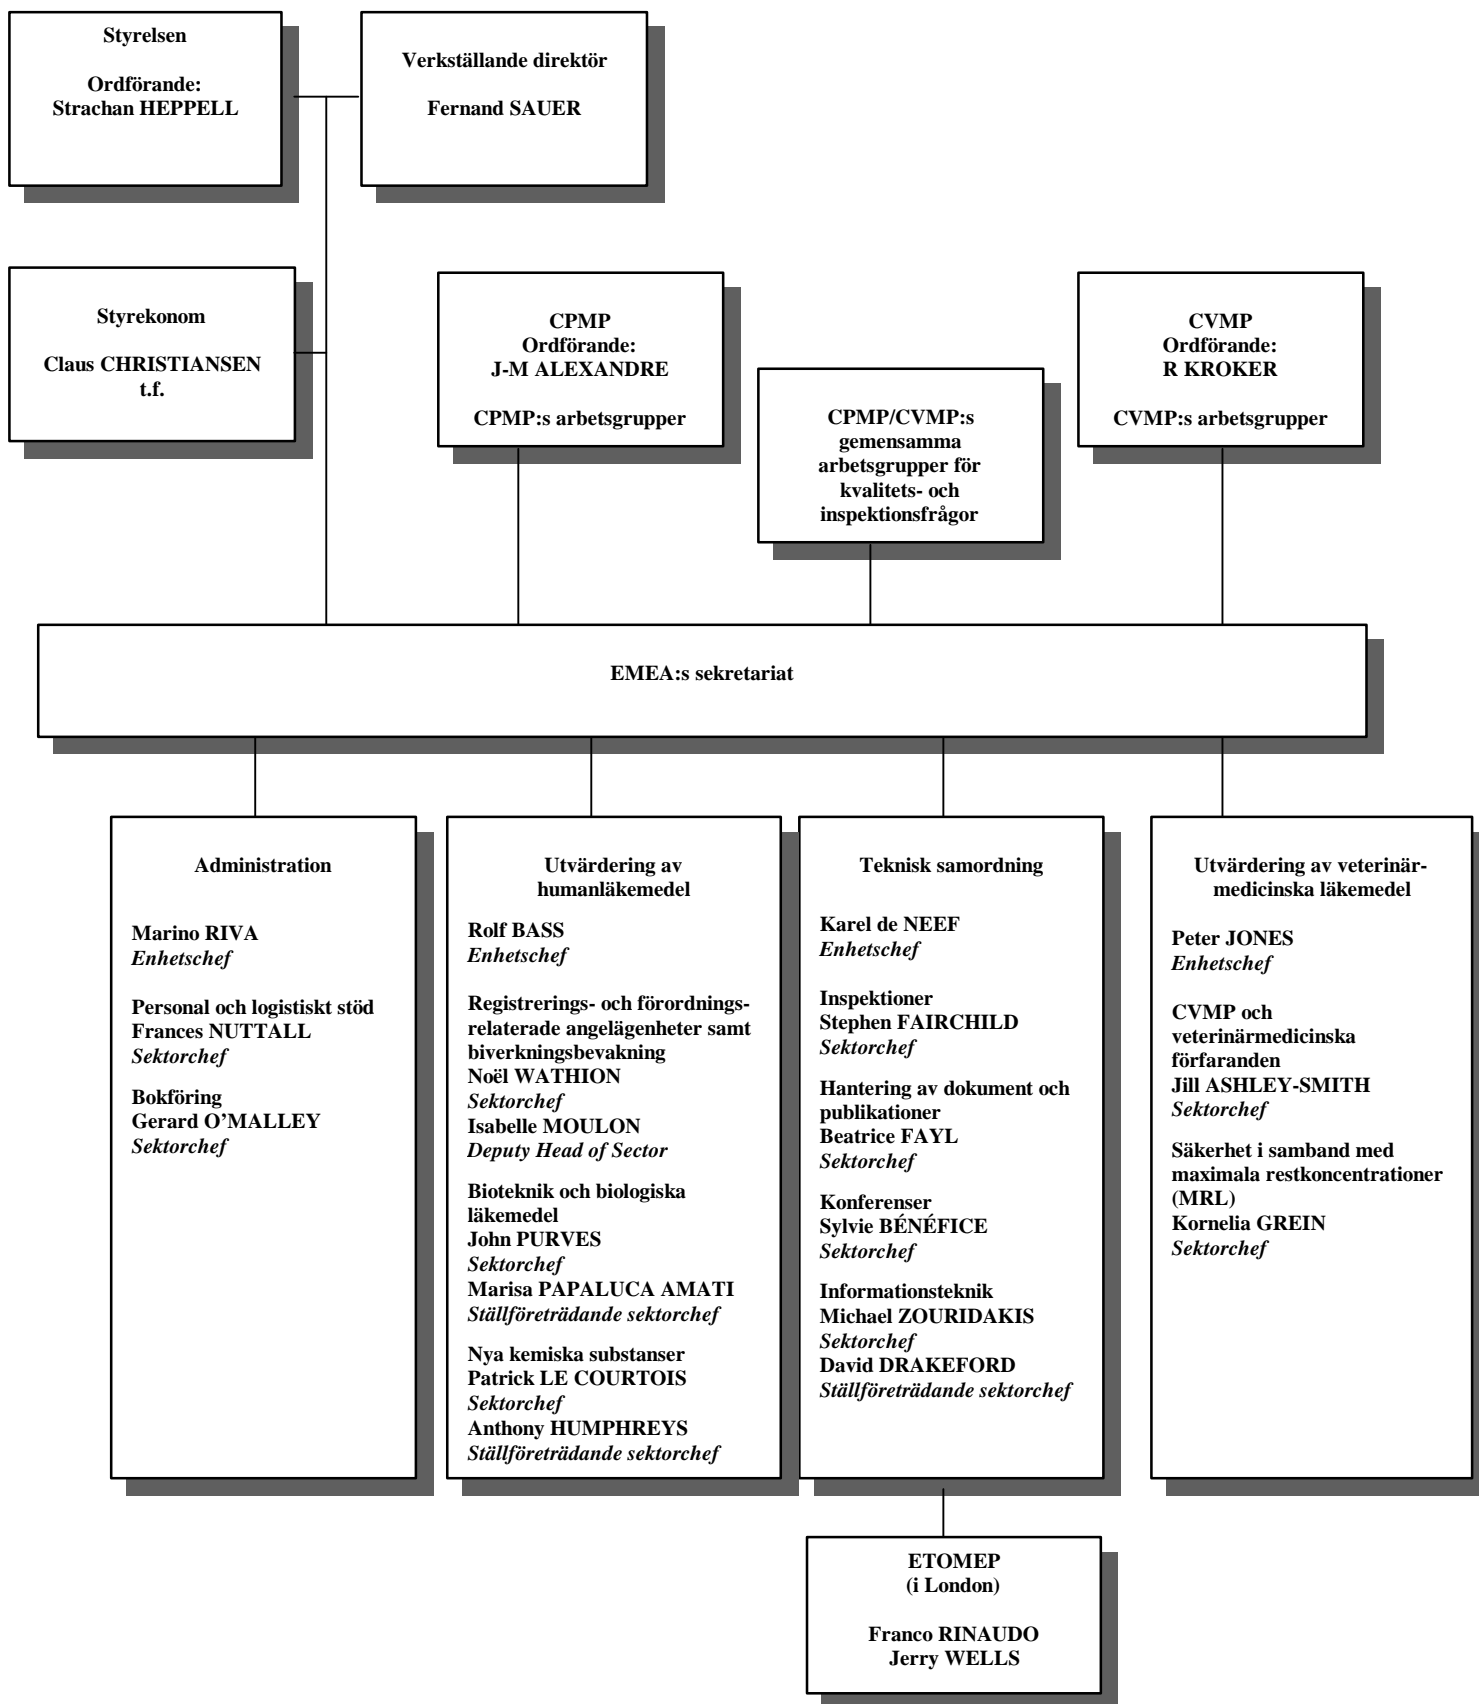 Styrelsen
Ordförande:
Strachan HEPPELL
Verkställande direktör
Fernand SAUER
Styrekonom
Claus CHRISTIANSEN
t.f.
CPMP
Ordförande:
J-M ALEXANDRE
CPMP:s arbetsgrupper
CPMP/CVMP:s
gemensamma
arbetsgrupper för
kvalitets- och
inspektionsfrågor
CVMP
Ordförande:
R KROKER
CVMP:s arbetsgrupper
EMEA:s sekretariat
Administration
Marino RIVA
Enhetschef
Personal och logistiskt stöd
Frances NUTTALL
Sektorchef
Bokföring
Gerard O’MALLEY
Sektorchef
Utvärdering av
humanläkemedel
Rolf BASS
Enhetschef
Registrerings- och förordnings-
relaterade angelägenheter samt
biverkningsbevakning
Noël WATHION
Sektorchef
Isabelle MOULON
Deputy Head of Sector
Bioteknik och biologiska
läkemedel
John PURVES
Sektorchef
Marisa PAPALUCA AMATI
Ställföreträdande sektorchef
Nya kemiska substanser
Patrick LE COURTOIS
Sektorchef
Anthony HUMPHREYS
Ställföreträdande sektorchef
Teknisk samordning
Karel de NEEF
Enhetschef
Inspektioner
Stephen FAIRCHILD
Sektorchef
Hantering av dokument och
publikationer
Beatrice FAYL
Sektorchef
Konferenser
Sylvie BÉNÉFICE
Sektorchef
Informationsteknik
Michael ZOURIDAKIS
Sektorchef
David DRAKEFORD
Ställföreträdande sektorchef
Utvärdering av veterinär-
medicinska läkemedel
Peter JONES
Enhetschef
CVMP och
veterinärmedicinska
förfaranden
Jill ASHLEY-SMITH
Sektorchef
Säkerhet i samband med
maximala restkoncentrationer
(MRL)
Kornelia GREIN
Sektorchef
ETOMEP
(i London)
Franco RINAUDO
Jerry WELLS